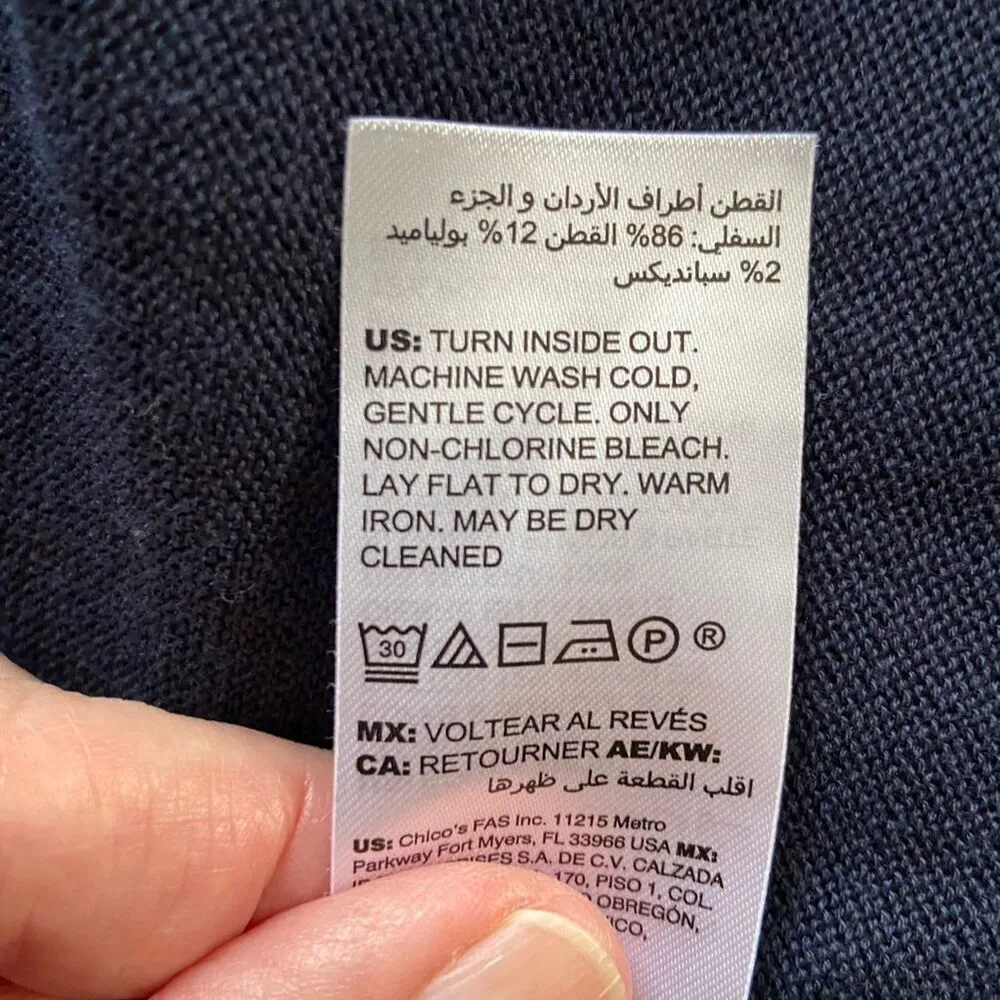 القطن أطراف الأردان و الجزء
السفلي: 86% القطن 12% بولياميد
2% سبانديكس
US: TURN INSIDE OUT.
MACHINE WASH COLD,
GENTLE CYCLE. ONLY
NON-CHLORINE BLEACH.
LAY FLAT TO DRY. WARM
IRON. MAY BE DRY
CLEANED
30 P ®
MX: VOLTEAR AL REVÉS
CA: RETOURNER AE/KW:
اقلب القطعة على ظهرها
US: Chico's FAS Inc. 11215 Metro
Parkway Fort Myers, FL 33966 USA MX:
S.A. DE C.V. CALZADA
170, PISO 1, COL.
OBREGÓN,